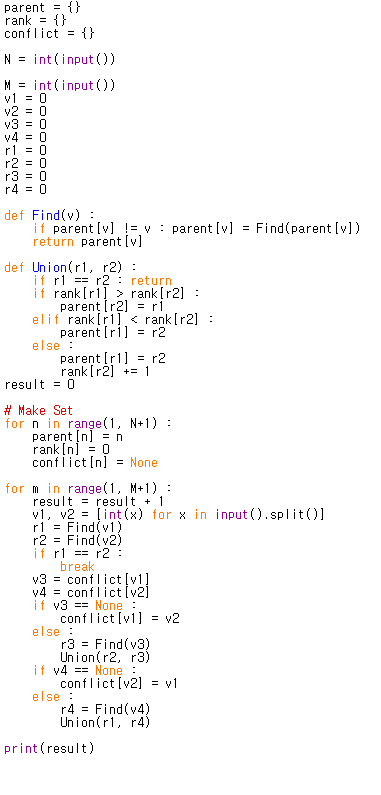 parent = {}
rank = {}
conflict = {}

N = int(input())

M = int(input())
v1 = 0
v2 = 0
v3 = 0
v4 = 0
r1 = 0
r2 = 0
r3 = 0
r4 = 0

def Find(v) :
    if parent[v] != v : parent[v] = Find(parent[v])
    return parent[v]

def Union(r1, r2) :
    if r1 == r2 : return
    if rank[r1] > rank[r2] :
        parent[r2] = r1
    elif rank[r1] < rank[r2] :
        parent[r1] = r2
    else :
        parent[r1] = r2
        rank[r2] += 1
result = 0

# Make Set
for n in range(1, N+1) :
    parent[n] = n
    rank[n] = 0
    conflict[n] = None

for m in range(1, M+1) :
    result = result + 1
    v1, v2 = [int(x) for x in input().split()]
    r1 = Find(v1)
    r2 = Find(v2)
    if r1 == r2 :
        break
    v3 = conflict[v1]
    v4 = conflict[v2]
    if v3 == None :
        conflict[v1] = v2
    else :
        r3 = Find(v3)
        Union(r2, r3)
    if v4 == None :
        conflict[v2] = v1
    else :
        r4 = Find(v4)
        Union(r1, r4)

print(result)